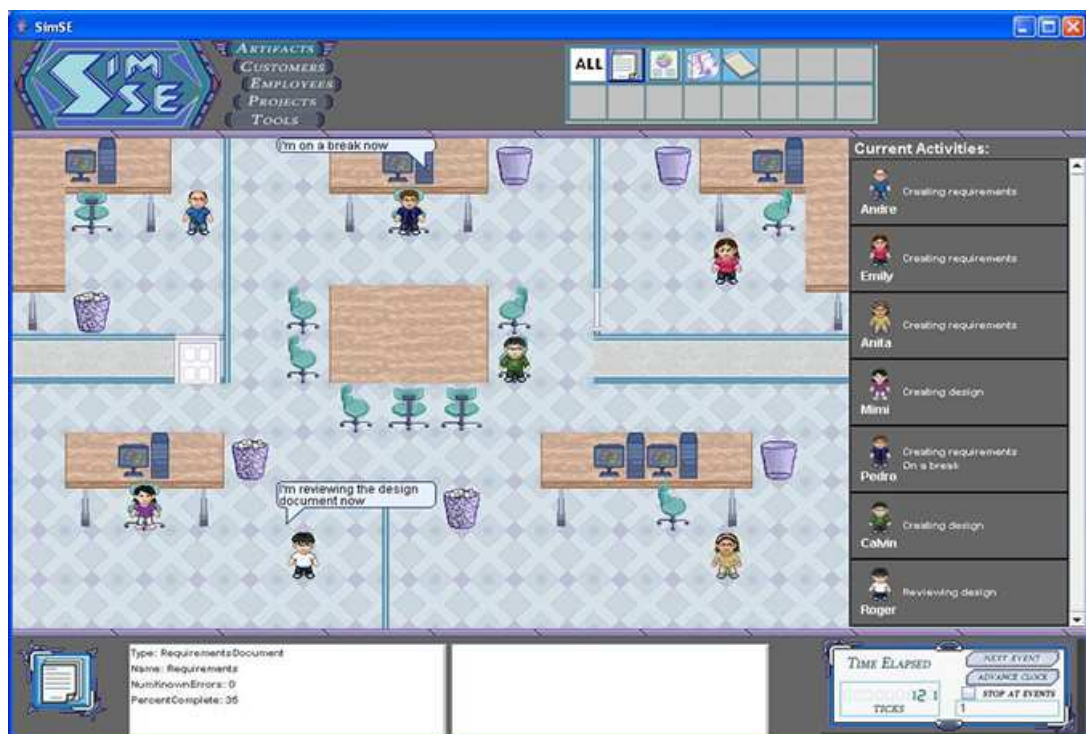 SimSE
SIM
SE
ARTIFACTS
CUSTOMERS
EMPLOYEES
PROJECTS
TOOLS
ALL
I'm on a break now
I'm reviewing the design
document now
Current Activities:
Creating requirements
Andre
Creating requirements
Emily
Creating requirements
Anita
Creating design
Mimi
Creating requirements
On a break
Pedro
Creating design
Calvin
Reviewing design
Roger
Type: RequirementsDocument
Name: Requirements
NumKnownErrors: 0
PercentComplete: 35
TIME ELAPSED
121
TICKS
NEXT EVENT
ADVANCE CLOCK
STOP AT EVENTS
1